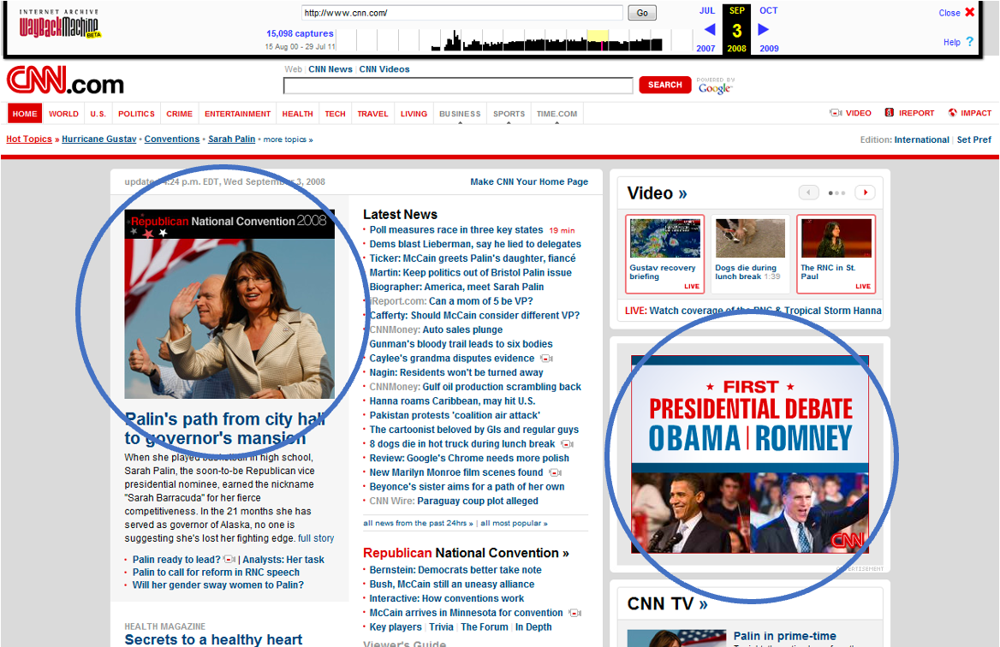 INTERNET ARCHIVE
WayBackMachine
BETA
http://www.cnn.com/
Go
15,098 captures
15 Aug 00 - 29 Jul 11
JUL SEP OCT
3
2007 2008 2009
Close
Help ?
CNN.com
Web CNN News CNN Videos
SEARCH
POWERED BY
Google
HOME WORLD U.S. POLITICS CRIME ENTERTAINMENT HEALTH TECH TRAVEL LIVING BUSINESS SPORTS TIME.COM
VIDEO IREPORT IMPACT
Hot Topics » Hurricane Gustav • Conventions • Sarah Palin • more topics »
Edition: International | Set Pref
updated 4:24 p.m. EDT, Wed September 3, 2008
Make CNN Your Home Page
Republican National Convention 2008
Palin's path from city hall
to governor's mansion
When she played basketball in high school,
Sarah Palin, the soon-to-be Republican vice
presidential nominee, earned the nickname
"Sarah Barracuda" for her fierce
competitiveness. In the 21 months she has
served as governor of Alaska, no one is
suggesting she's lost her fighting edge. full story
Palin ready to lead? | Analysts: Her task
Palin to call for reform in RNC speech
Will her gender sway women to Palin?
HEALTH MAGAZINE
Secrets to a healthy heart
Latest News
Poll measures race in three key states 19 min
Dems blast Lieberman, say he lied to delegates
Ticker: McCain greets Palin's daughter, fiancé
Martin: Keep politics out of Bristol Palin issue
Biographer: America, meet Sarah Palin
iReport.com: Can a mom of 5 be VP?
Cafferty: Should McCain consider different VP?
CNNMoney: Auto sales plunge
Gunman's bloody trail leads to six bodies
Caylee's grandma disputes evidence
Nagin: Residents won't be turned away
CNNMoney: Gulf oil production scrambling back
Hanna roams Caribbean, may hit U.S.
Pakistan protests 'coalition air attack'
The cartoonist beloved by GIs and regular guys
8 dogs die in hot truck during lunch break
Review: Google's Chrome needs more polish
New Marilyn Monroe film scenes found
Beyonce's sister aims for a path of her own
CNN Wire: Paraguay coup plot alleged
all news from the past 24hrs » | all most popular »
Republican National Convention »
Bernstein: Democrats better take note
Bush, McCain still an uneasy alliance
Interactive: How conventions work
McCain arrives in Minnesota for convention
Key players | Trivia | The Forum | In Depth
Viewer's Guide
Video »
Gustav recovery
briefing
LIVE
Dogs die during
lunch break 1:39
The RNC in St.
Paul
LIVE
LIVE: Watch coverage of the RNC & Tropical Storm Hanna
FIRST
PRESIDENTIAL DEBATE
OBAMA | ROMNEY
CNN
ADVERTISEMENT
CNN TV »
Palin in prime-time